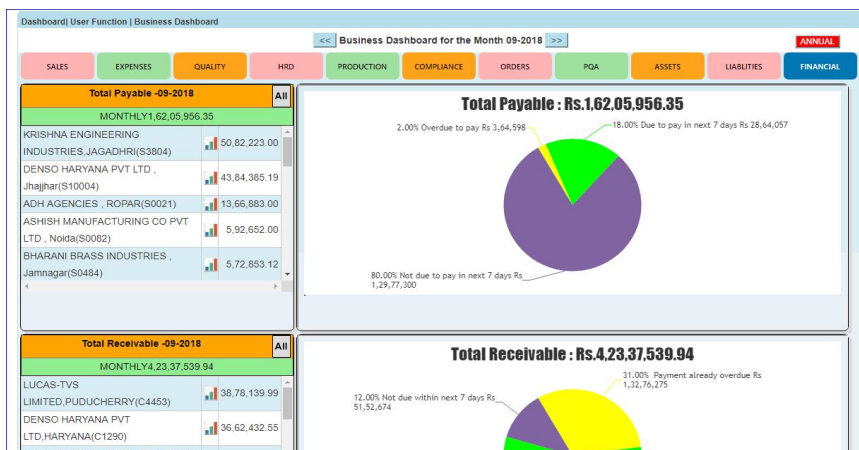 Dashboard| User Function | Business Dashboard
<< Business Dashboard for the Month 09-2018 >>
ANNUAL
SALES EXPENSES QUALITY HRD PRODUCTION COMPLIANCE ORDERS PQA ASSETS LIABLITIES FINANCIAL
Total Payable -09-2018 All
MONTHLY1,62,05,956.35
KRISHNA ENGINEERING
INDUSTRIES,JAGADHRI(S3804) 50,82,223.00
DENSO HARYANA PVT LTD ,
Jhajjhar(S10004) 43,84,385.19
ADH AGENCIES , ROPAR(S0021) 13,66,883.00
ASHISH MANUFACTURING CO PVT
LTD , Noida(S0082) 5,92,652.00
BHARANI BRASS INDUSTRIES ,
Jamnagar(S0484) 5,72,853.12
Total Payable : Rs.1,62,05,956.35
2.00% Overdue to pay Rs 3,64,598
18.00% Due to pay in next 7 days Rs 28,64,057
80.00% Not due to pay in next 7 days Rs
1,29,77,300
Total Receivable -09-2018 All
MONTHLY4,23,37,539.94
LUCAS-TVS
LIMITED,PUDUCHERRY(C4453) 38,78,139.99
DENSO HARYANA PVT
LTD,HARYANA(C1290) 36,62,432.55
Total Receivable : Rs.4,23,37,539.94
31.00% Payment already overdue Rs
1,32,76,275
12.00% Not due within next 7 days Rs
51,52,674